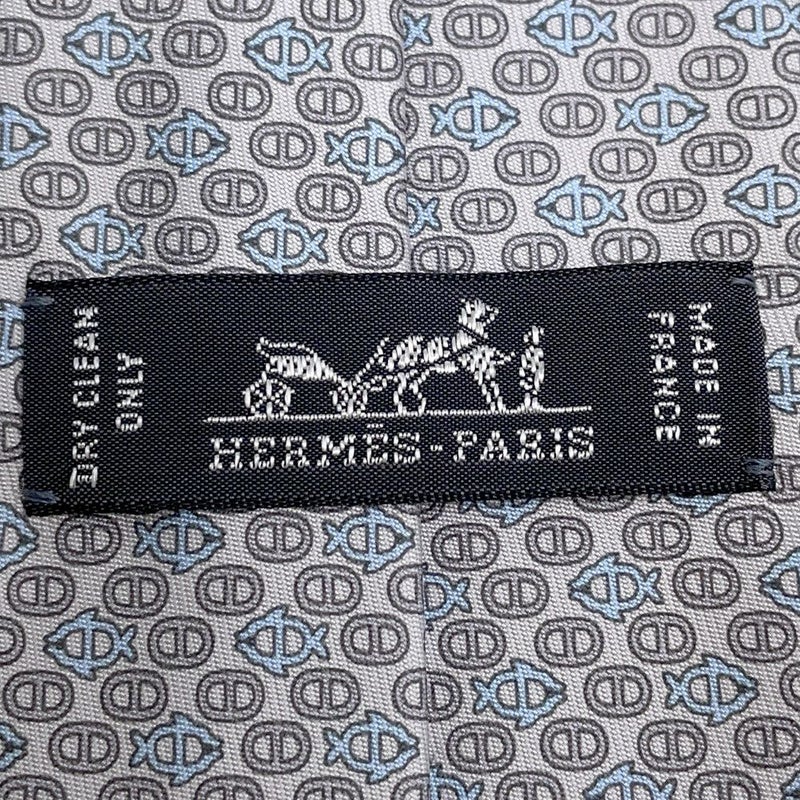 DRY CLEAN
ONLY
HERMÈS-PARIS
MADE IN
FRANCE